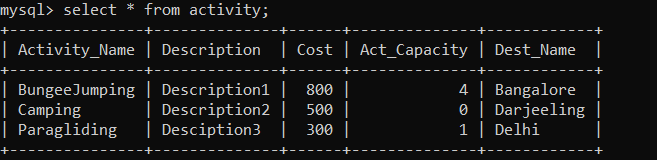 mysql> select * from activity;
+---------------+--------------+------+--------------+------------+
| Activity_Name | Description  | Cost | Act_Capacity | Dest_Name  |
+---------------+--------------+------+--------------+------------+
| BungeeJumping | Description1 |  800 |            4 | Bangalore  |
| Camping       | Description2 |  500 |            0 | Darjeeling |
| Paragliding   | Desciption3  |  300 |            1 | Delhi      |
+---------------+--------------+------+--------------+------------+